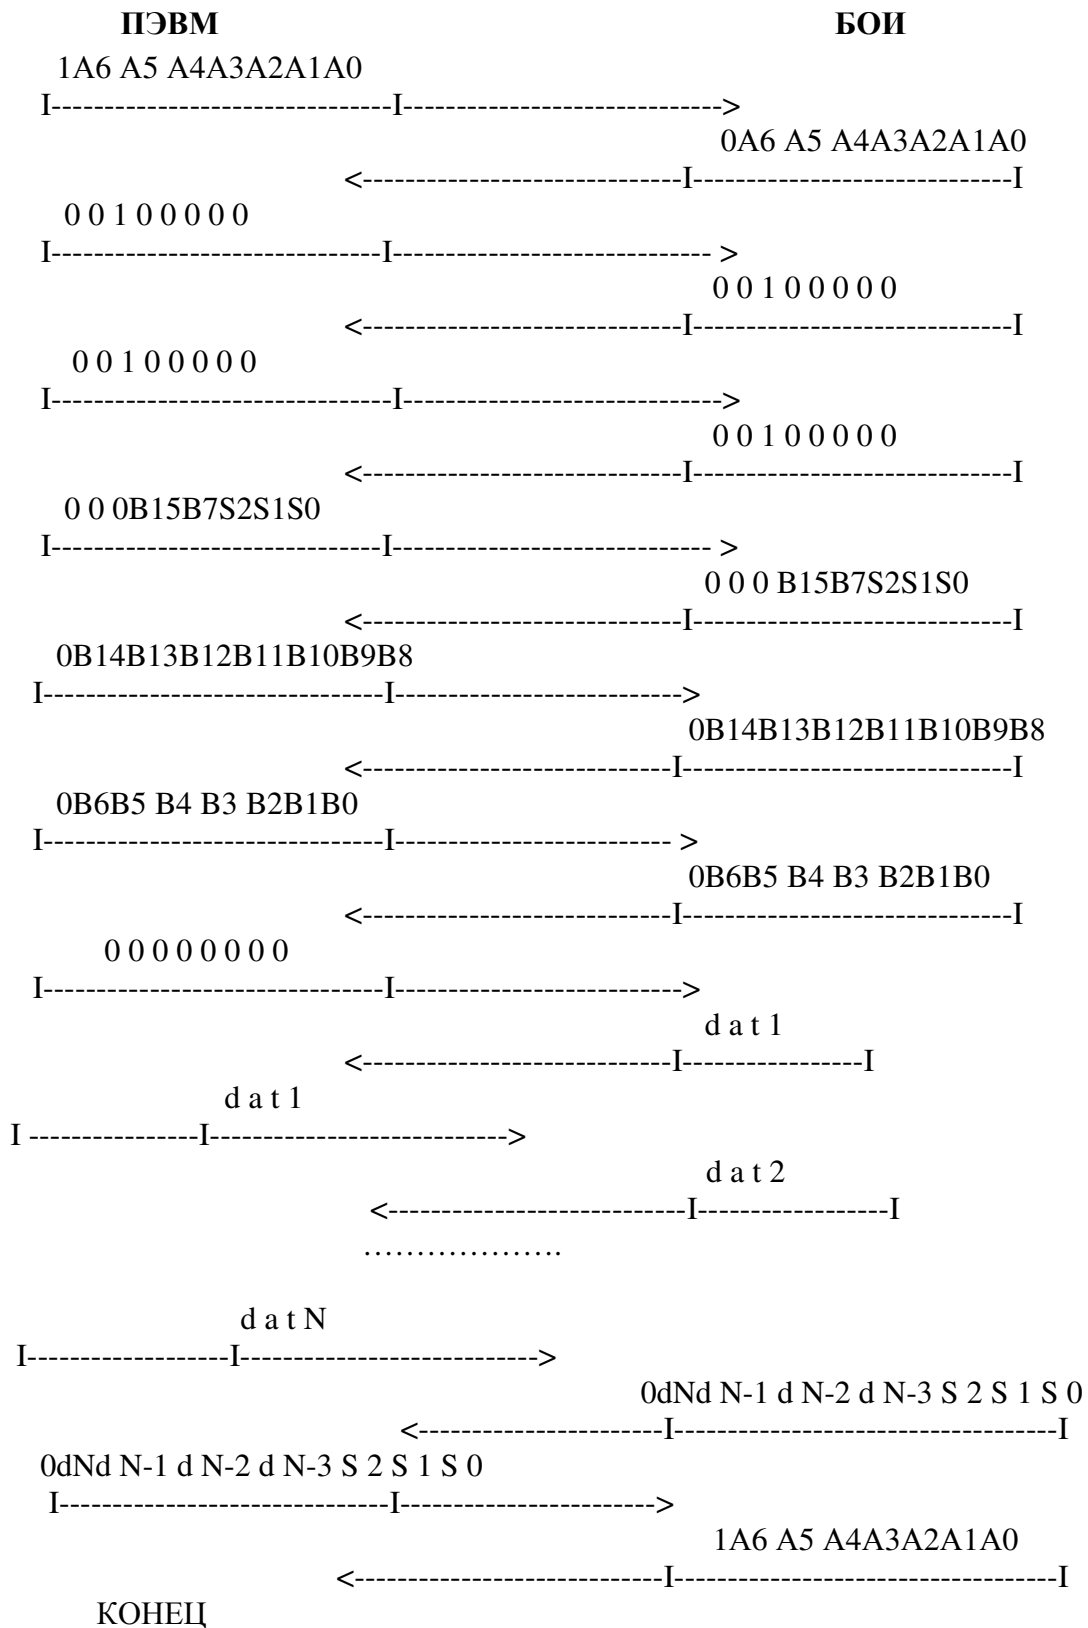 ПЭВМ БОИ
1A6 A5 A4A3A2A1A0
I--------------------------------I------------------------------>
0A6 A5 A4A3A2A1A0
<------------------------------I------------------------------I
0 0 1 0 0 0 0 0
I-------------------------------I------------------------------ >
0 0 1 0 0 0 0 0
<------------------------------I------------------------------I
0 0 1 0 0 0 0 0
I--------------------------------I------------------------------>
0 0 1 0 0 0 0 0
<------------------------------I------------------------------I
0 0 0B15B7S2S1S0
I-------------------------------I------------------------------ >
0 0 0 B15B7S2S1S0
<------------------------------I------------------------------I
0B14B13B12B11B10B9B8
I--------------------------------I--------------------------->
0B14B13B12B11B10B9B8
<-----------------------------I-------------------------------I
0B6B5 B4 B3 B2B1B0
I--------------------------------I-------------------------- >
0B6B5 B4 B3 B2B1B0
<-----------------------------I-------------------------------I
0 0 0 0 0 0 0 0
I--------------------------------I--------------------------->
d a t 1
<-----------------------------I-----------------I
d a t 1
I ----------------I---------------------------->
d a t 2
<----------------------------I------------------I
……………….
d a t N
I-------------------I---------------------------->
0dNd N-1 d N-2 d N-3 S 2 S 1 S 0
<-----------------------I------------------------------------I
0dNd N-1 d N-2 d N-3 S 2 S 1 S 0
I-------------------------------I------------------------>
1A6 A5 A4A3A2A1A0
<-----------------------------I------------------------------------I
КОНЕЦ